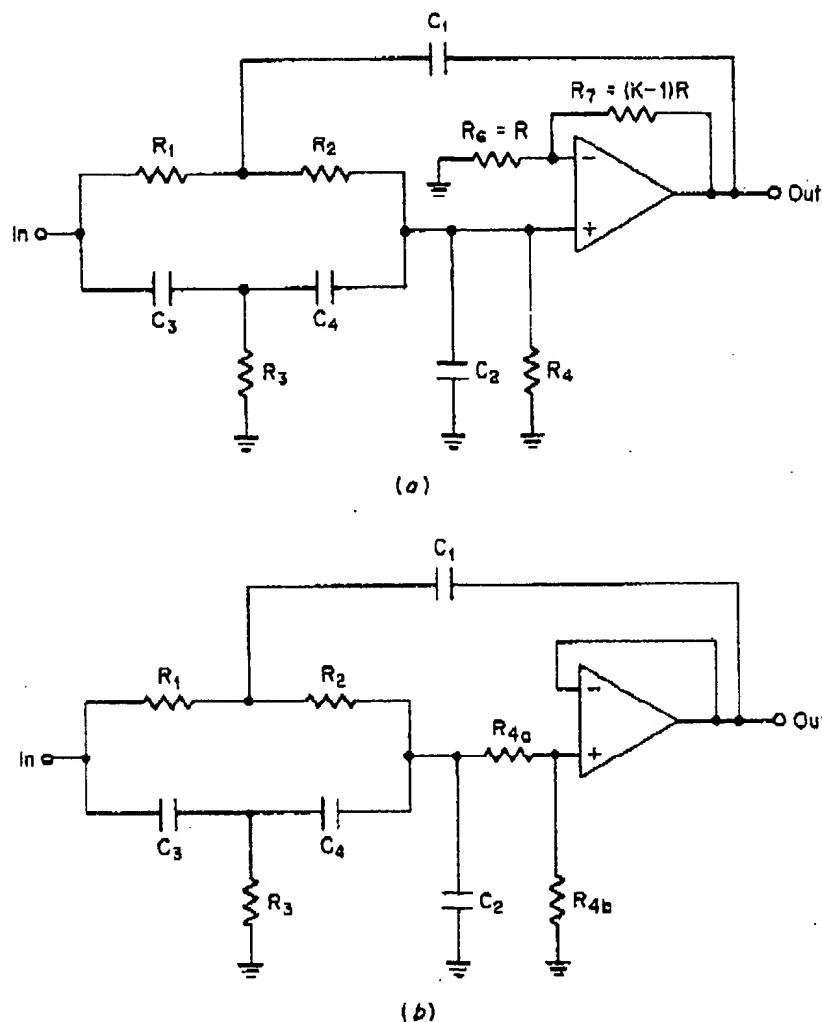 C₁
R₇ = (K−1)R
R₆ = R
R₁
R₂
In
−
+
Out
C₃
C₄
R₃
C₂
R₄
(a)
C₁
R₁
R₂
R₄ₐ
In
−
+
Out
C₃
C₄
R₃
C₂
R₄b
(b)